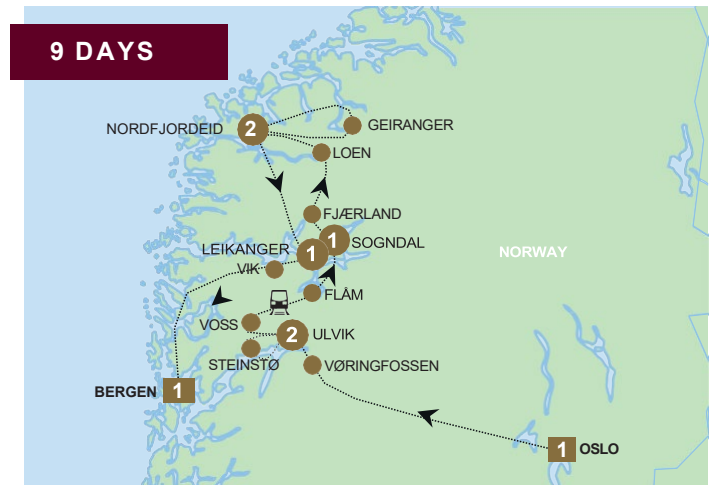 9 DAYS
NORDFJORDEID
2
GEIRANGER
LOEN
FJÆRLAND
1
SOGNDAL
LEIKANGER
1
NORWAY
VIK
FLÅM
VOSS
2
ULVIK
STEINSTØ
VØRINGFOSSEN
BERGEN
1
1
OSLO